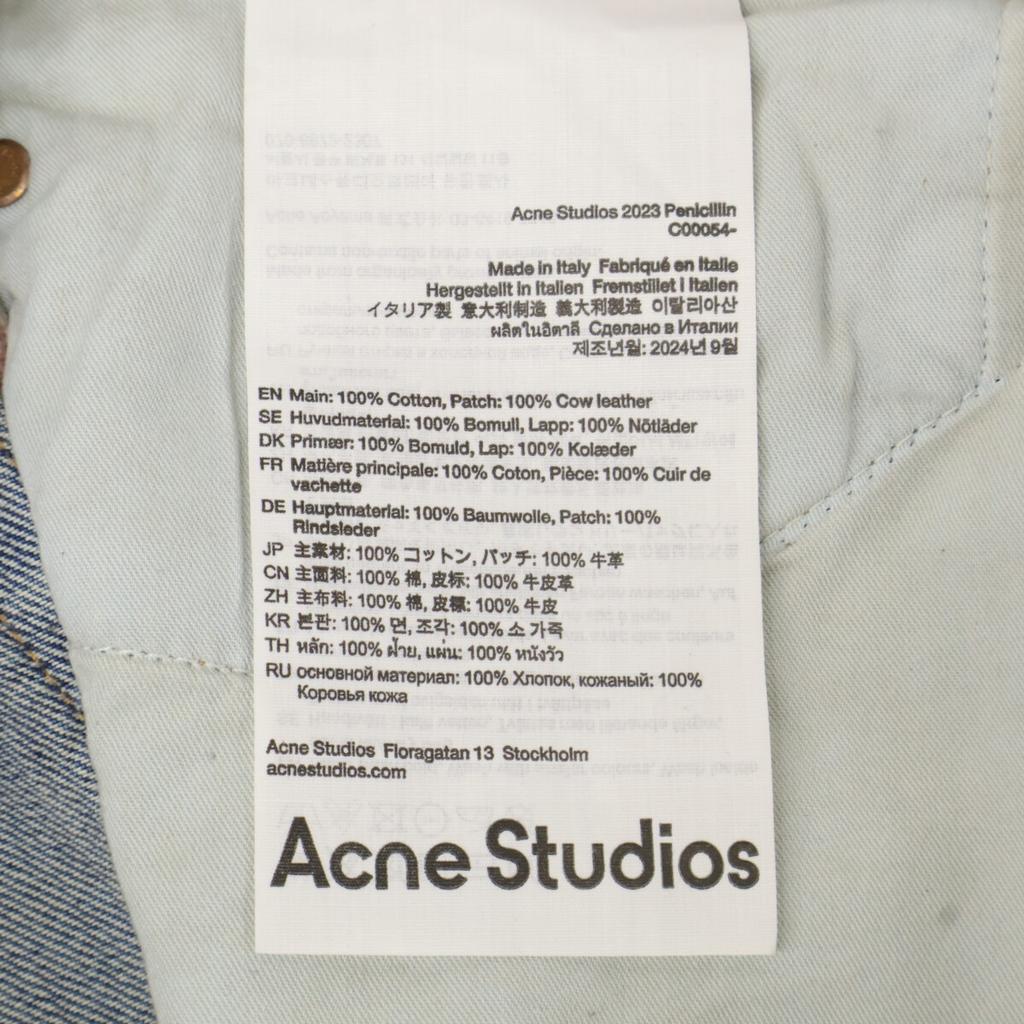 Acne Studios 2023 Penicillin
C00054-
Made in Italy Fabriqué en Italie
Hergestellt in Italien Fremstillet i Italien
イタリア製 意大利制造 義大利製造 이탈리아산
ผลิตในอิตาลี Сделано в Италии
제조년월: 2024년 9월
EN Main: 100% Cotton, Patch: 100% Cow leather
SE Huvudmaterial: 100% Bomull, Lapp: 100% Nötläder
DK Primær: 100% Bomuld, Lap: 100% Kolæder
FR Matière principale: 100% Coton, Pièce: 100% Cuir de
vachette
DE Hauptmaterial: 100% Baumwolle, Patch: 100%
Rindsleder
JP 主素材: 100% コットン, パッチ: 100% 牛革
CN 主面料: 100% 棉, 皮标: 100% 牛皮革
ZH 主布料: 100% 棉, 皮標: 100% 牛皮
KR 본판: 100% 면, 조각: 100% 소 가죽
TH หลัก: 100% ฝ้าย, แผ่น: 100% หนังวัว
RU основной материал: 100% Хлопок, кожаный: 100%
Коровья кожа
Acne Studios Floragatan 13 Stockholm
acnestudios.com
Acne Studios